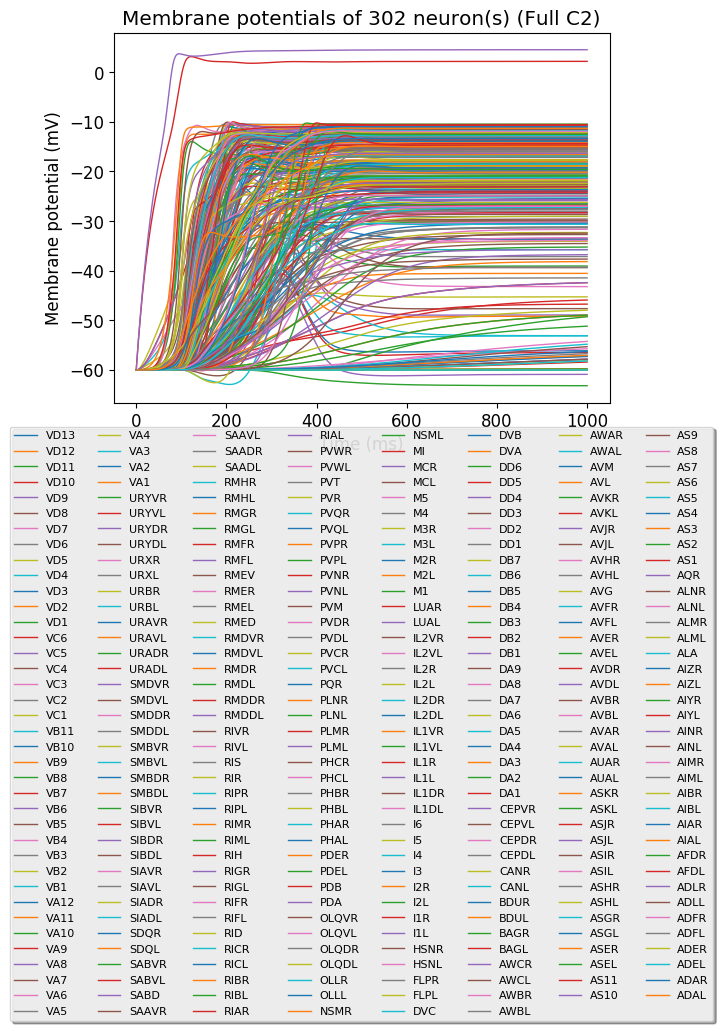 Membrane potentials of 302 neuron(s) (Full C2)
Membrane potential (mV)
0
−10
−20
−30
−40
−50
−60
0
200
400
600
800
1000
Time (ms)
VD13
VD12
VD11
VD10
VD9
VD8
VD7
VD6
VD5
VD4
VD3
VD2
VD1
VC6
VC5
VC4
VC3
VC2
VC1
VB11
VB10
VB9
VB8
VB7
VB6
VB5
VB4
VB3
VB2
VB1
VA12
VA11
VA10
VA9
VA8
VA7
VA6
VA5
VA4
VA3
VA2
VA1
URYVR
URYVL
URYDR
URYDL
URXR
URXL
URBR
URBL
URAVR
URAVL
URADR
URADL
SMDVR
SMDVL
SMDDR
SMDDL
SMBVR
SMBVL
SMBDR
SMBDL
SIBVR
SIBVL
SIBDR
SIBDL
SIAVR
SIAVL
SIADR
SIADL
SDQR
SDQL
SABVR
SABVL
SABD
SAAVR
SAAVL
SAADR
SAADL
RMHR
RMHL
RMGR
RMGL
RMFR
RMFL
RMEV
RMER
RMEL
RMED
RMDVR
RMDVL
RMDR
RMDL
RMDDR
RMDDL
RIVR
RIVL
RIS
RIR
RIPR
RIPL
RIMR
RIML
RIH
RIGR
RIGL
RIFR
RIFL
RID
RICR
RICL
RIBR
RIBL
RIAR
RIAL
PVWR
PVWL
PVT
PVR
PVQR
PVQL
PVPR
PVPL
PVNR
PVNL
PVM
PVDR
PVDL
PVCR
PVCL
PQR
PLNR
PLNL
PLMR
PLML
PHCR
PHCL
PHBR
PHBL
PHAR
PHAL
PDER
PDEL
PDB
PDA
OLQVR
OLQVL
OLQDR
OLQDL
OLLR
OLLL
NSMR
NSML
MI
MCR
MCL
M5
M4
M3R
M3L
M2R
M2L
M1
LUAR
LUAL
IL2VR
IL2VL
IL2R
IL2L
IL2DR
IL2DL
IL1VR
IL1VL
IL1R
IL1L
IL1DR
IL1DL
I6
I5
I4
I3
I2R
I2L
I1R
I1L
HSNR
HSNL
FLPR
FLPL
DVC
DVB
DVA
DD6
DD5
DD4
DD3
DD2
DD1
DB7
DB6
DB5
DB4
DB3
DB2
DB1
DA9
DA8
DA7
DA6
DA5
DA4
DA3
DA2
DA1
CEPVR
CEPVL
CEPDR
CEPDL
CANR
CANL
BDUR
BDUL
BAGR
BAGL
AWCR
AWCL
AWBR
AWBL
AWAR
AWAL
AVM
AVL
AVKR
AVKL
AVJR
AVJL
AVHR
AVHL
AVG
AVFR
AVFL
AVER
AVEL
AVDR
AVDL
AVBR
AVBL
AVAR
AVAL
AUAR
AUAL
ASKR
ASKL
ASJR
ASJL
ASIR
ASIL
ASHR
ASHL
ASGR
ASGL
ASER
ASEL
AS11
AS10
AS9
AS8
AS7
AS6
AS5
AS4
AS3
AS2
AS1
AQR
ALNR
ALNL
ALMR
ALML
ALA
AIZR
AIZL
AIYR
AIYL
AINR
AINL
AIMR
AIML
AIBR
AIBL
AIAR
AIAL
AFDR
AFDL
ADLR
ADLL
ADFR
ADFL
ADER
ADEL
ADAR
ADAL